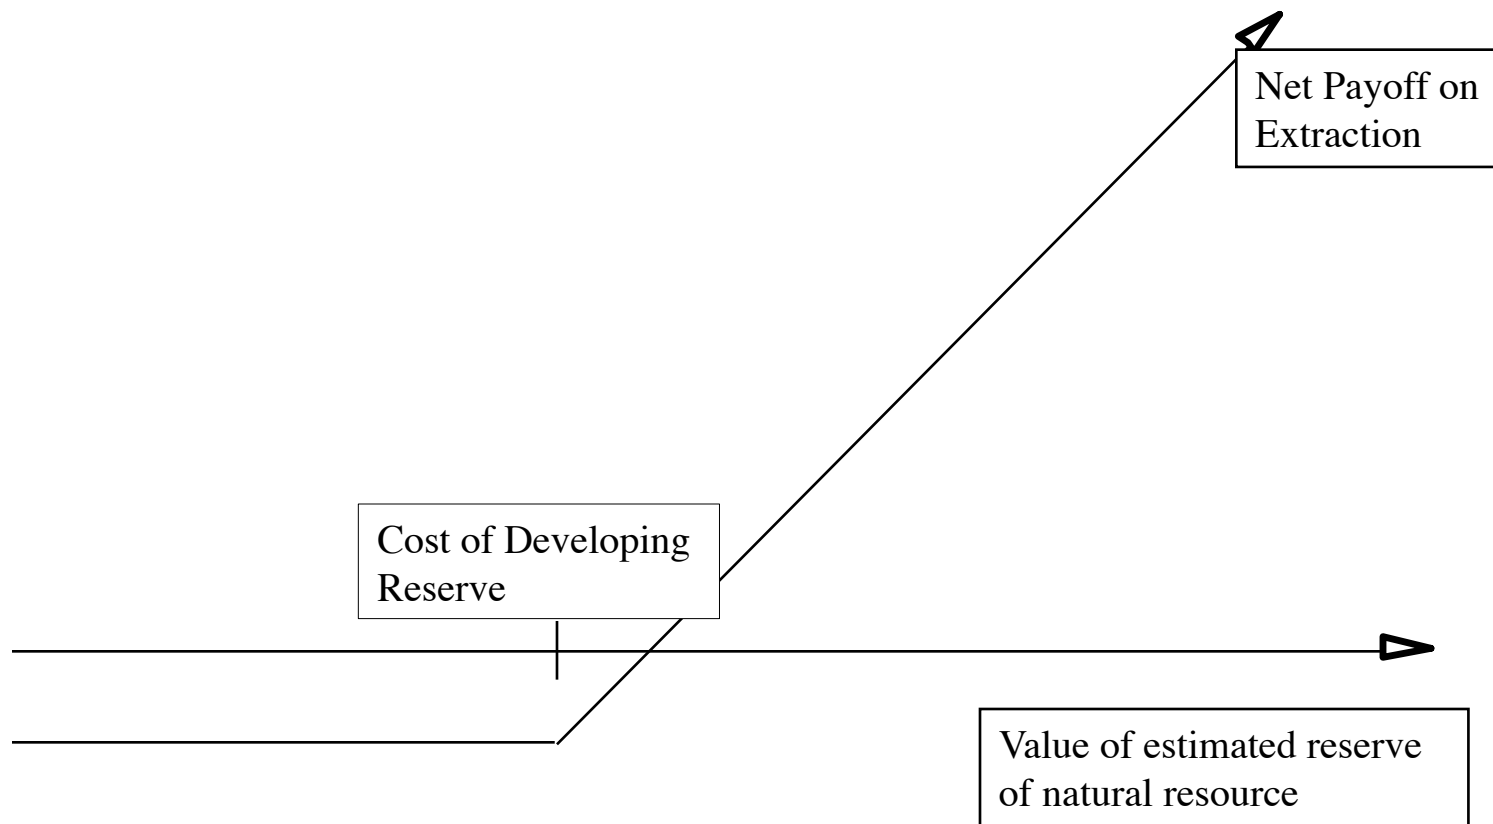 Net Payoff on
Extraction
Cost of Developing
Reserve
Value of estimated reserve
of natural resource